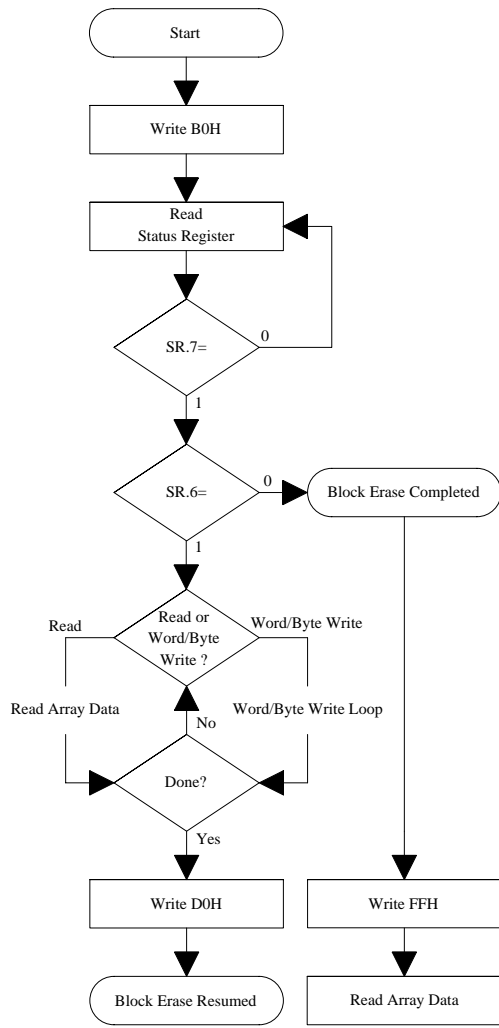 Start
Write B0H
Read
Status Register
SR.7=
0
1
SR.6=
0
Block Erase Completed
1
Read
Read or
Word/Byte
Write ?
Word/Byte Write
Read Array Data
Word/Byte Write Loop
No
Done?
Yes
Write D0H
Write FFH
Block Erase Resumed
Read Array Data